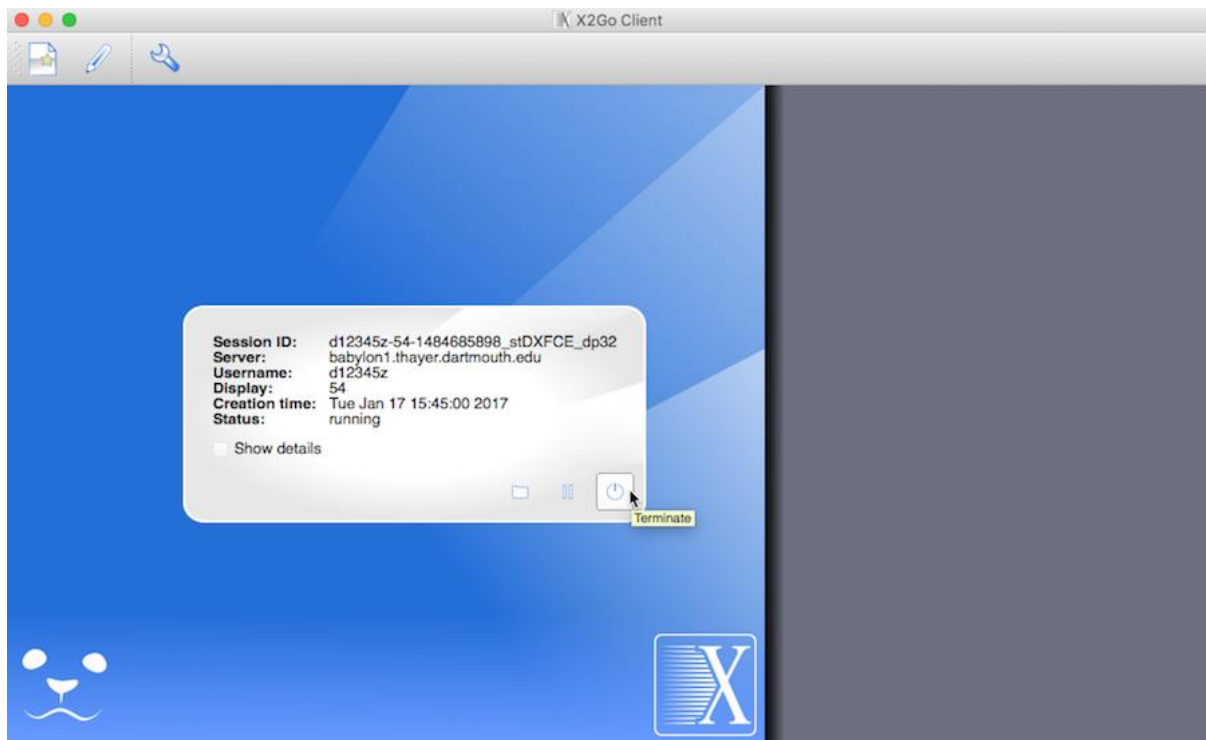 X2Go Client
Session ID: d12345z-54-1484685898_stDXFCE_dp32
Server: babylon1.thayer.dartmouth.edu
Username: d12345z
Display: 54
Creation time: Tue Jan 17 15:45:00 2017
Status: running
Show details
Terminate
X